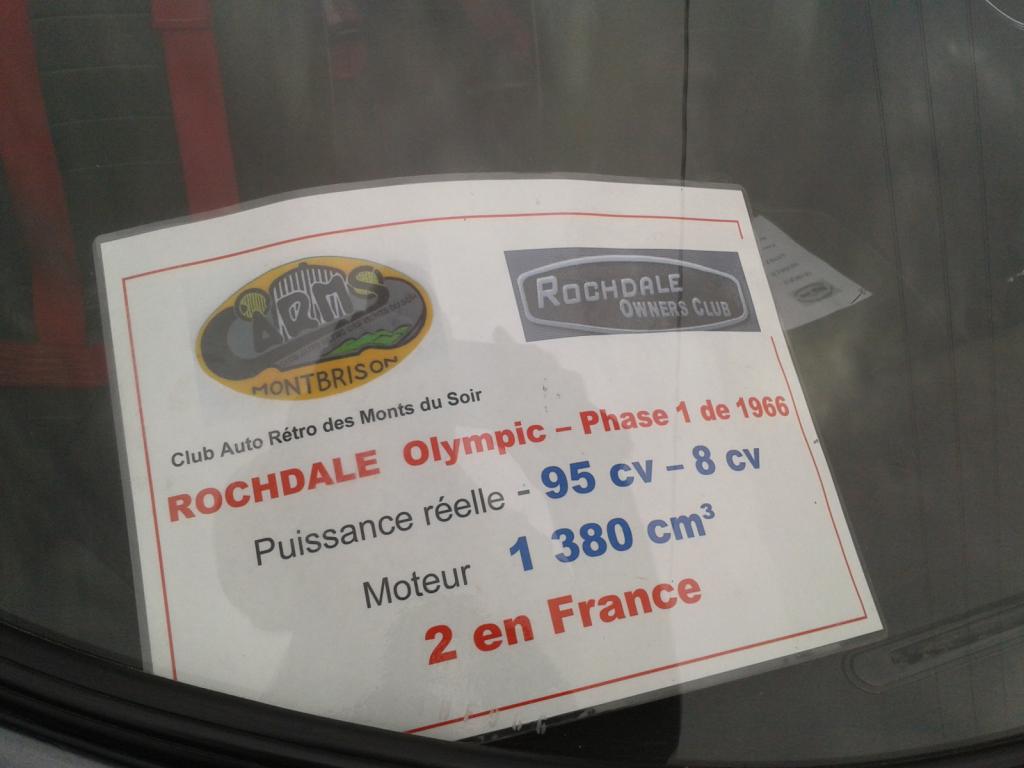 CARMS
MONTBRISON
ROCHDALE
OWNERS CLUB
Club Auto Rétro des Monts du Soir
ROCHDALE Olympic – Phase 1 de 1966
Puissance réelle - 95 cv – 8 cv
Moteur 1 380 cm³
2 en France